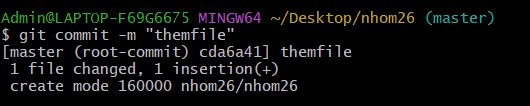 Admin@LAPTOP-F69G6675 MINGW64 ~/Desktop/nhom26 (master)
$ git commit -m "themfile"
[master (root-commit) cda6a41] themfile
 1 file changed, 1 insertion(+)
 create mode 160000 nhom26/nhom26